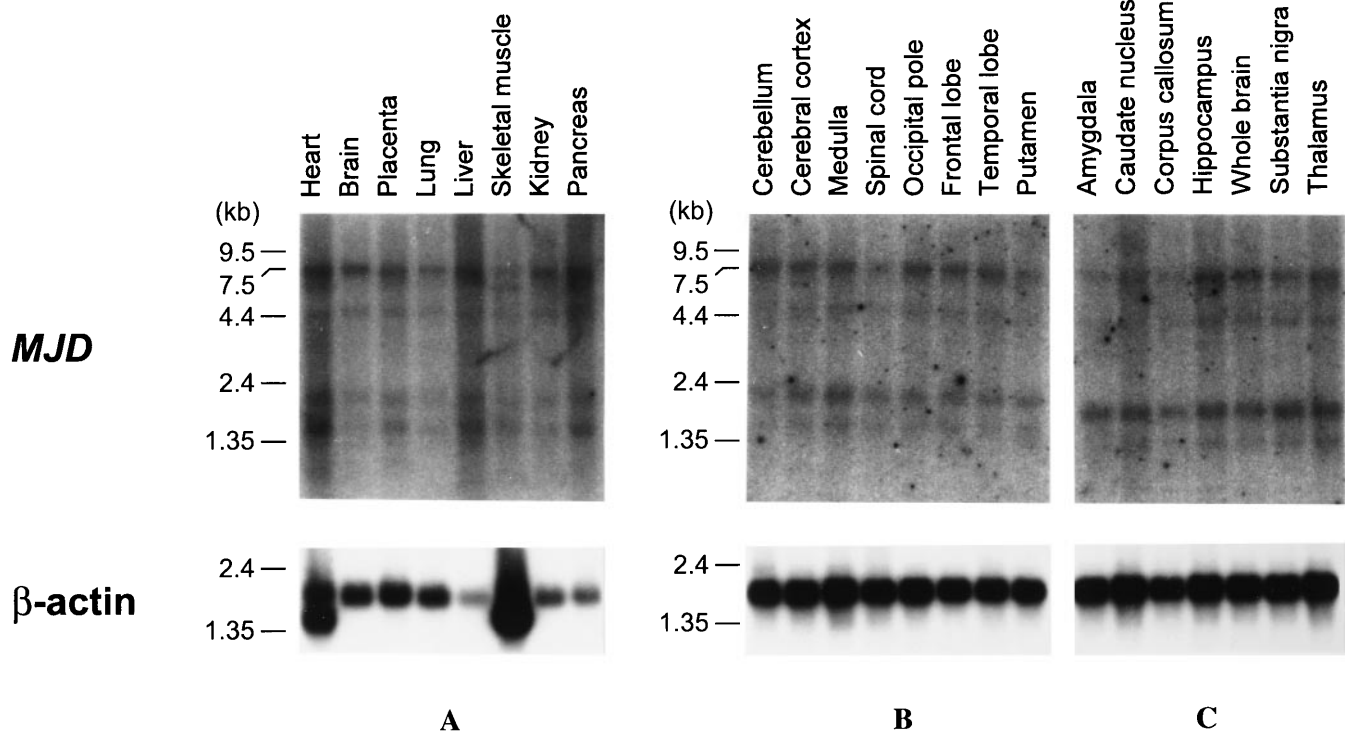 Heart
Brain
Placenta
Lung
Liver
Skeletal muscle
Kidney
Pancreas
Cerebellum
Cerebral cortex
Medulla
Spinal cord
Occipital pole
Frontal lobe
Temporal lobe
Putamen
Amygdala
Caudate nucleus
Corpus callosum
Hippocampus
Whole brain
Substantia nigra
Thalamus
(kb)
9.5
7.5
4.4
2.4
1.35
(kb)
9.5
7.5
4.4
2.4
1.35
MJD
2.4
1.35
2.4
1.35
β-actin
A
B
C